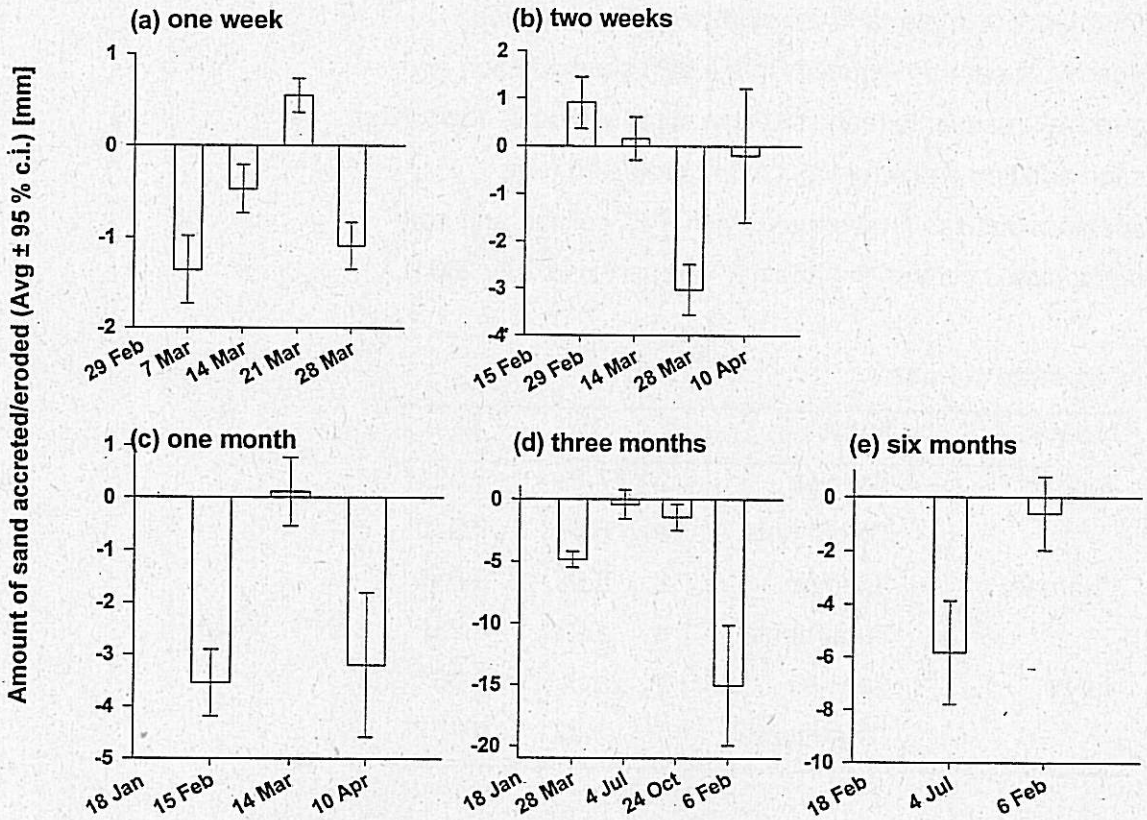 Amount of sand accreted/eroded (Avg ± 95 % c.i.) [mm]
(a) one week
1
0
-1
-2
29 Feb
7 Mar
14 Mar
21 Mar
28 Mar
(b) two weeks
2
1
0
-1
-2
-3
-4
15 Feb
29 Feb
14 Mar
28 Mar
10 Apr
(c) one month
1
0
-1
-2
-3
-4
-5
18 Jan
15 Feb
14 Mar
10 Apr
(d) three months
0
-5
-10
-15
-20
18 Jan
28 Mar
4 Jul
24 Oct
6 Feb
(e) six months
0
-2
-4
-6
-8
-10
18 Feb
4 Jul
6 Feb